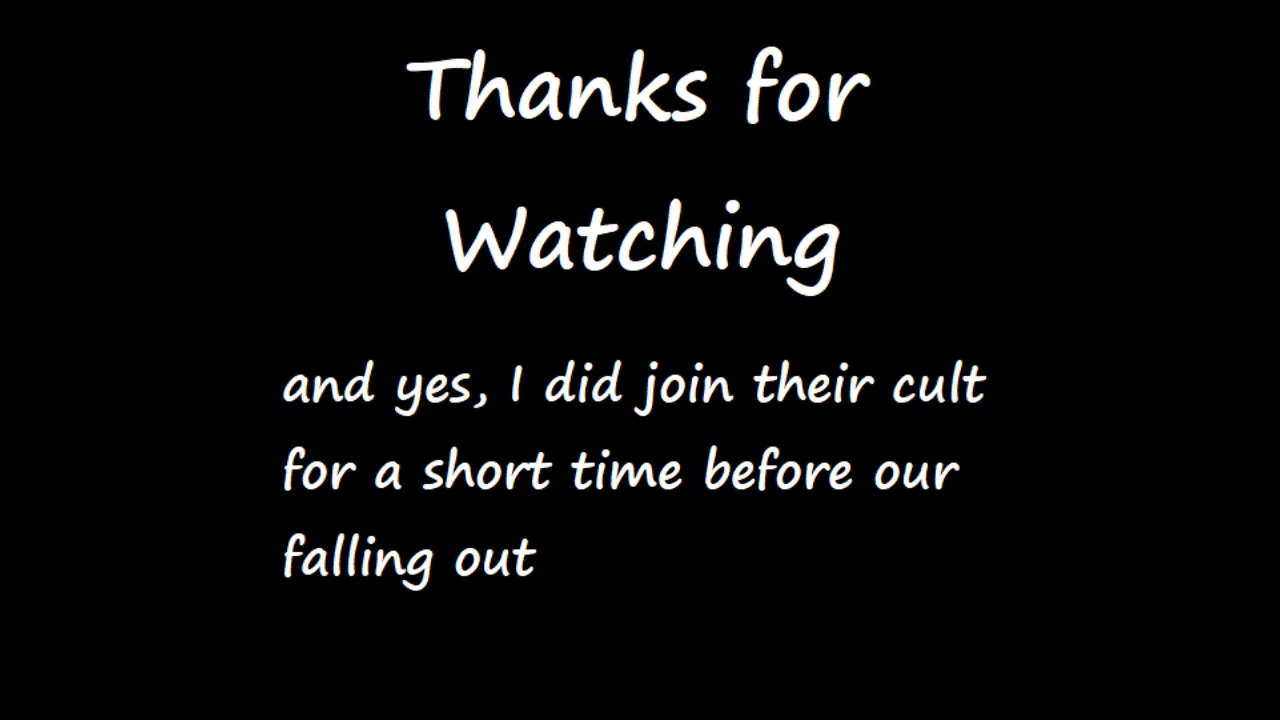 Thanks for
Watching
and yes, I did join their cult
for a short time before our
falling out